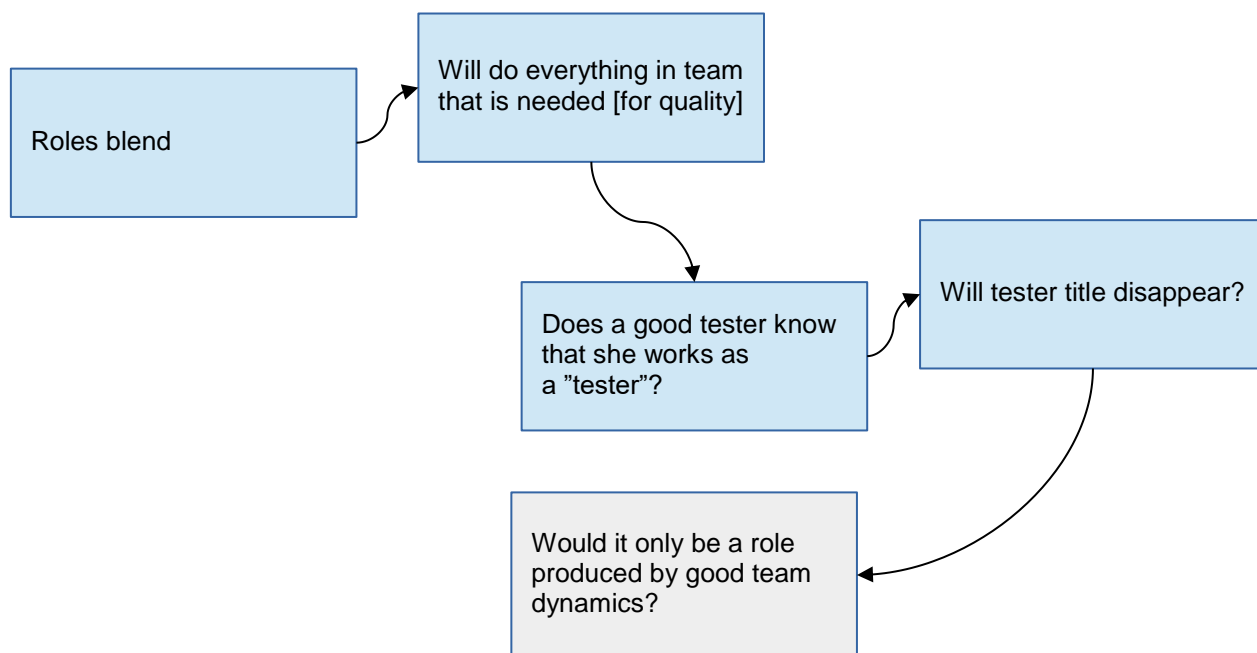 Roles blend
Will do everything in team
that is needed [for quality]
Does a good tester know
that she works as
a ”tester”?
Will tester title disappear?
Would it only be a role
produced by good team
dynamics?